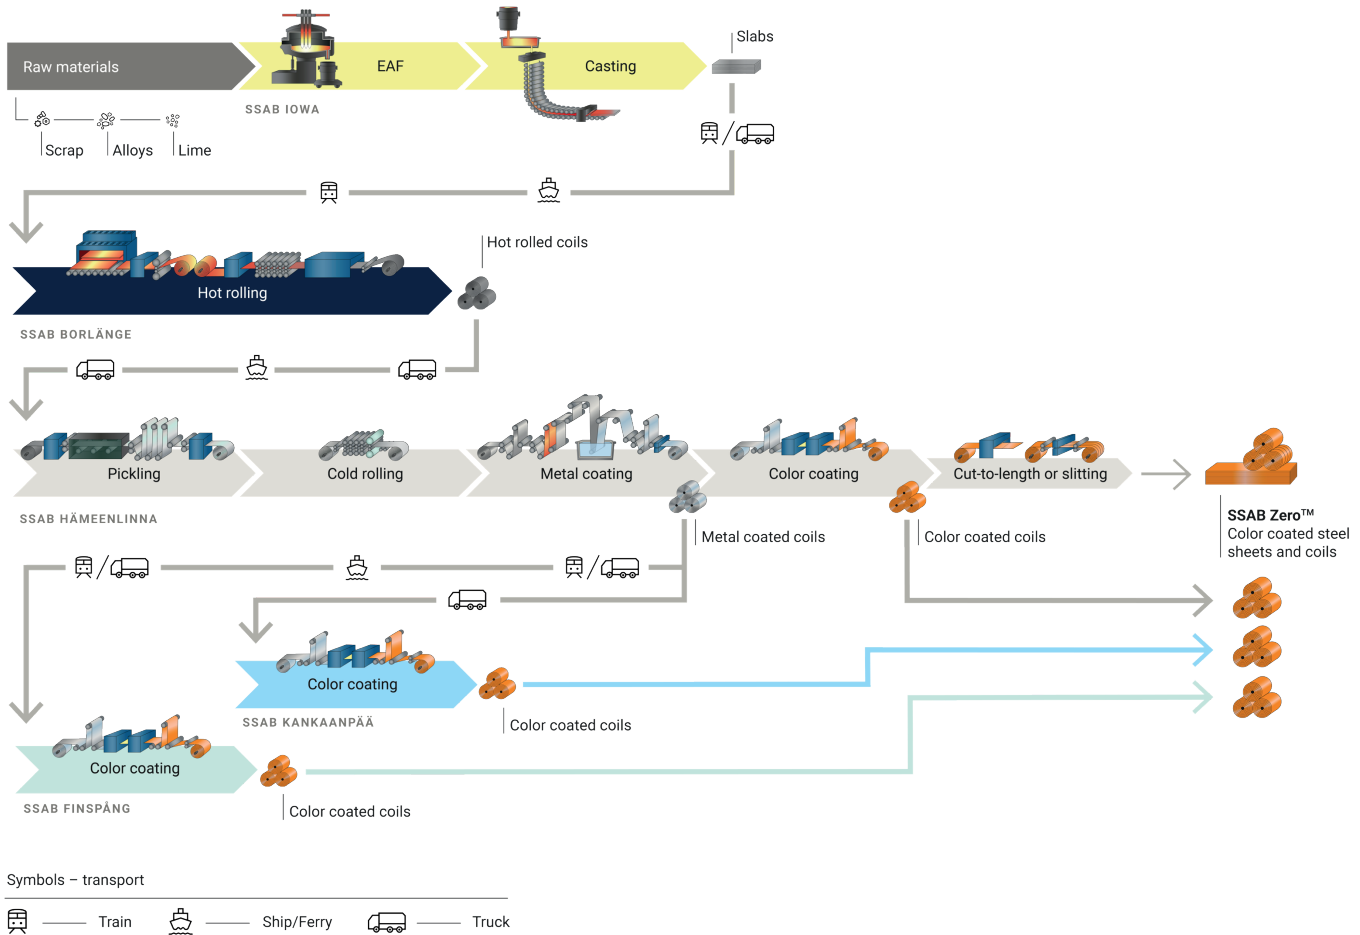 Raw materials
EAF
Casting
Slabs
SSAB IOWA
Scrap
Alloys
Lime
Hot rolled coils
Hot rolling
SSAB BORLÄNGE
Pickling
Cold rolling
Metal coating
Color coating
Cut-to-length or slitting
SSAB HÄMEENLINNA
Metal coated coils
Color coated coils
SSAB Zero™
Color coated steel
sheets and coils
Color coating
SSAB KANKAANPÄÄ
Color coated coils
Color coating
SSAB FINSPÅNG
Color coated coils
Symbols – transport
Train
Ship/Ferry
Truck